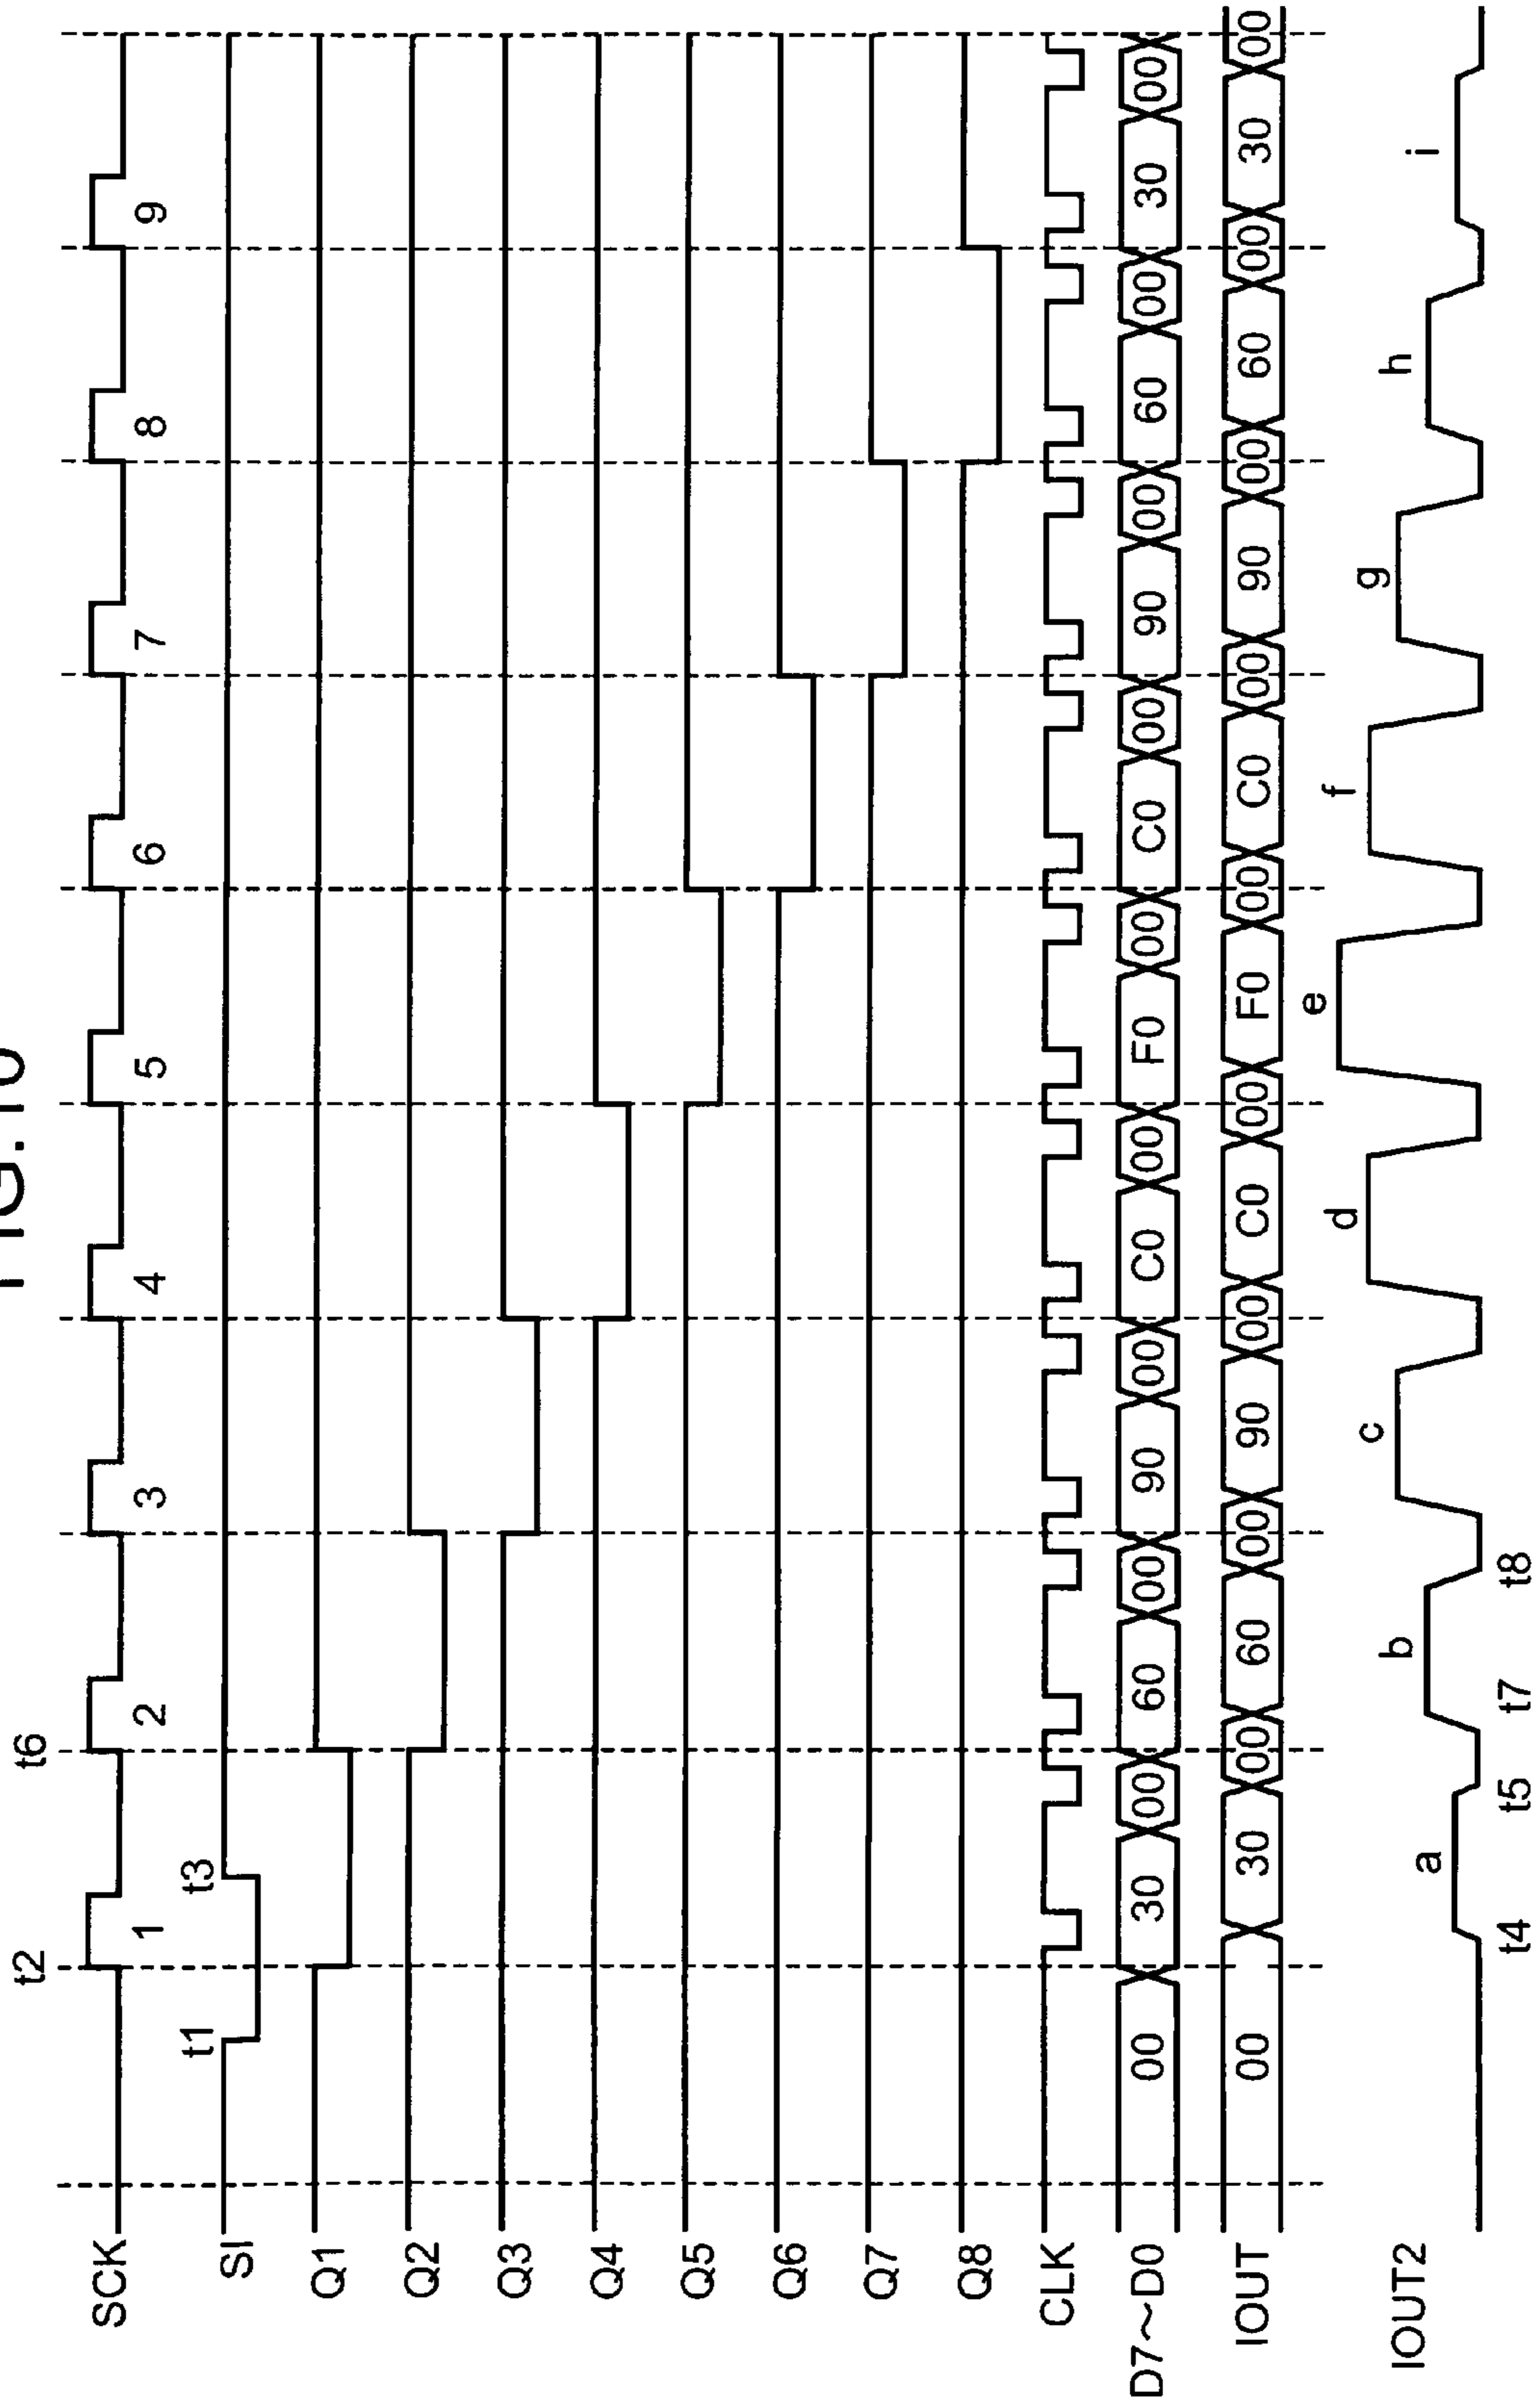 t2 t6
SCK 1 2 3 4 5 6 7 8 9
t1 t3
SI
Q1
Q2
Q3
Q4
Q5
Q6
Q7
Q8
CLK
D7~D0 00 30 00 60 00 90 00 C0 00 F0 00 C0 00 90 00 60 00 30 00
IOUT 00 30 00 60 00 90 00 C0 00 F0 00 C0 00 90 00 60 00 30 00
IOUT2 a b c d e f g h i
t4 t5 t7 t8